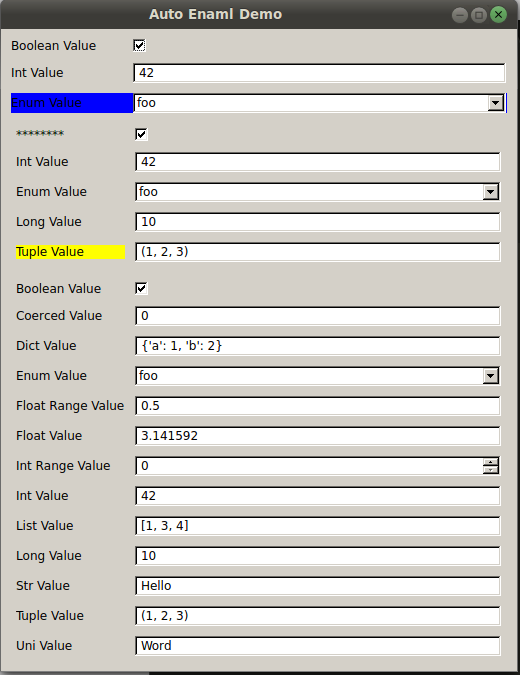 Auto Enaml Demo
Boolean Value
Int Value 42
Enum Value foo
********
Int Value 42
Enum Value foo
Long Value 10
Tuple Value (1, 2, 3)
Boolean Value
Coerced Value 0
Dict Value {'a': 1, 'b': 2}
Enum Value foo
Float Range Value 0.5
Float Value 3.141592
Int Range Value 0
Int Value 42
List Value [1, 3, 4]
Long Value 10
Str Value Hello
Tuple Value (1, 2, 3)
Uni Value Word